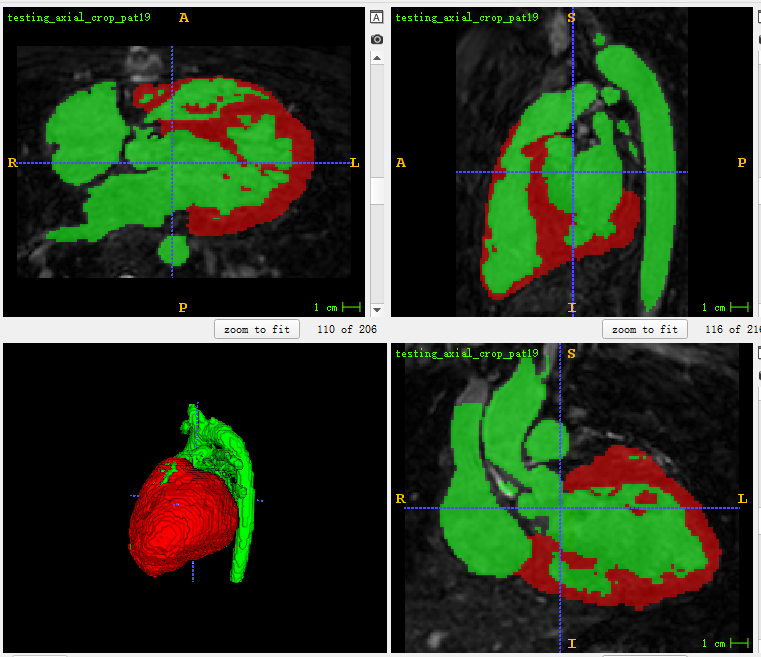 testing_axial_crop_pat19
A
A
R
L
P
1 cm
zoom to fit
110 of 206
testing_axial_crop_pat19
S
A
P
I
1 cm
zoom to fit
116 of 216
testing_axial_crop_pat19
S
R
L
I
1 cm